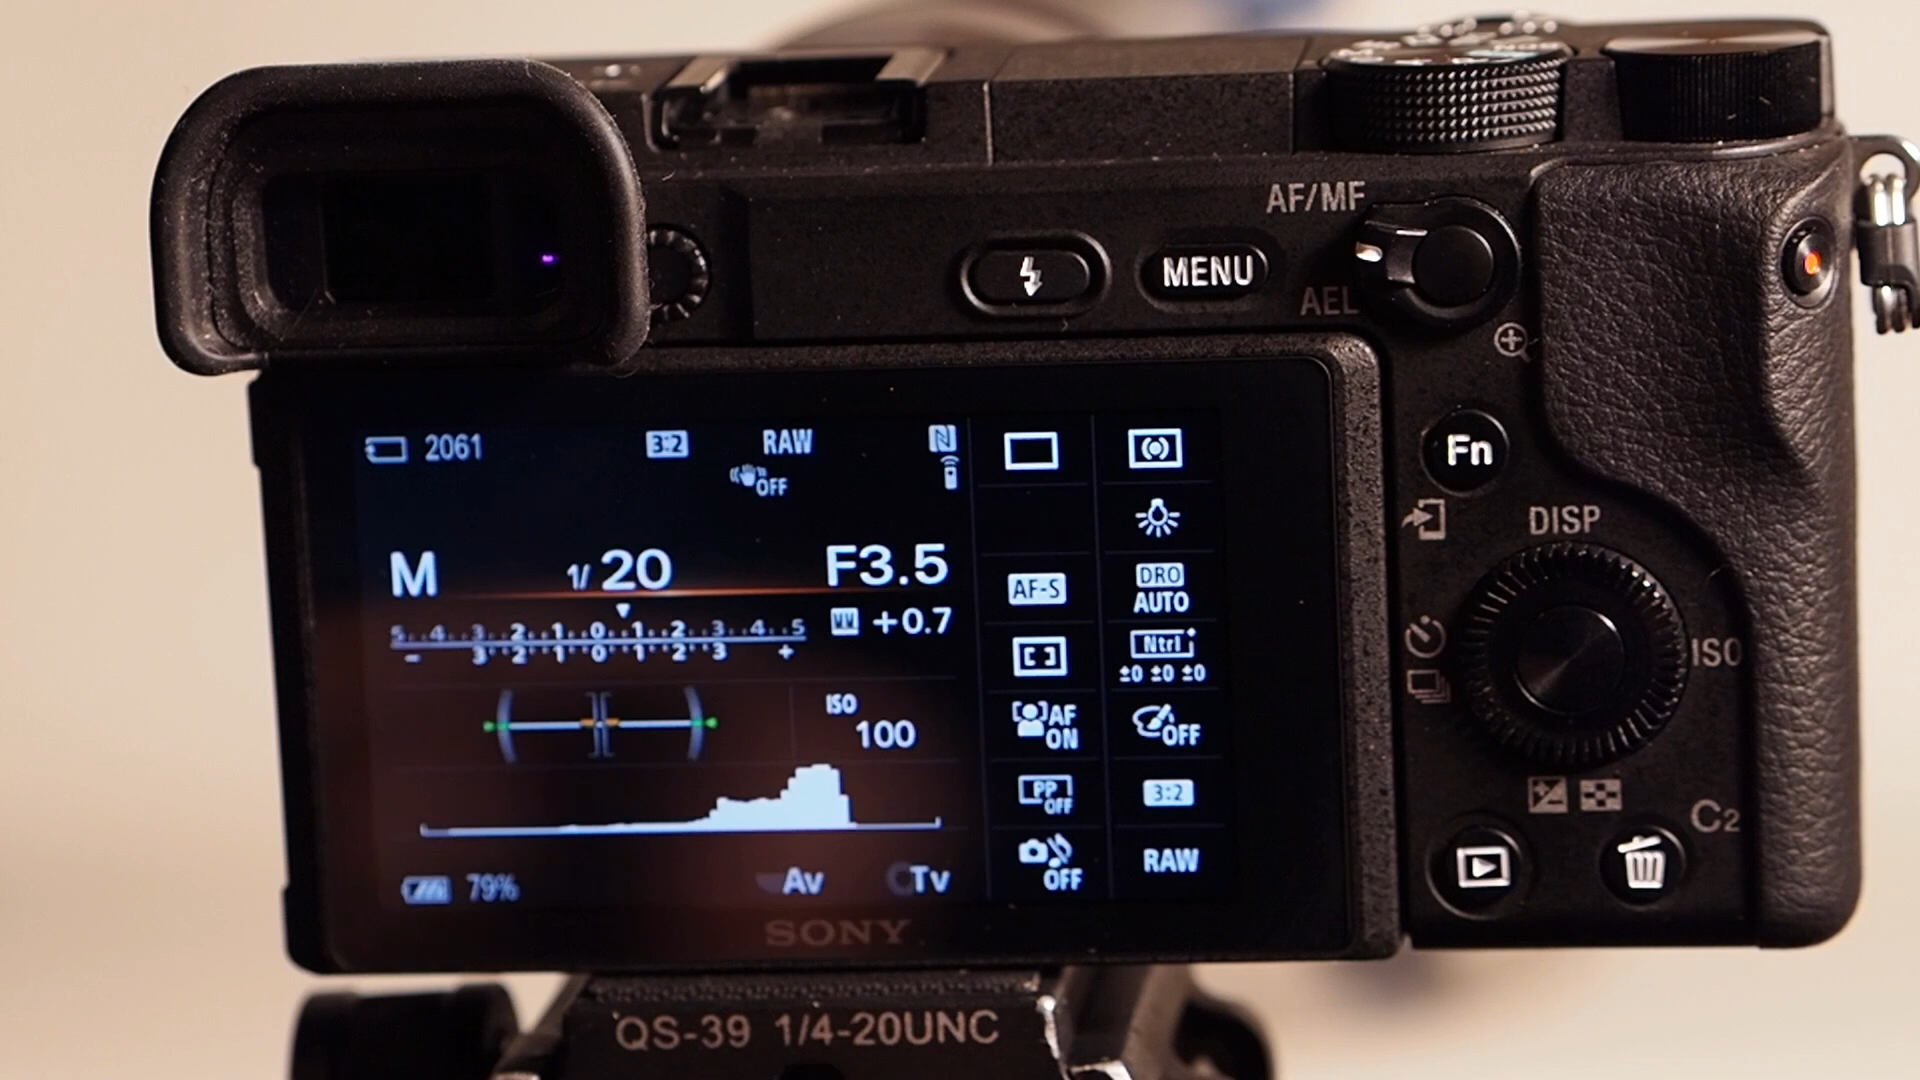 AF/MF
MENU
AEL
Fn
DISP
ISO
C2
2061 3:2 RAW
OFF
M 1/20 F3.5
5··4··3··2··1··0··1··2··3··4··5 +0.7
− 3··2··1··0··1··2··3 +
ISO
100
79% Av Tv
AF-S
AF
ON
PP
OFF
OFF
DRO
AUTO
Ntrl
±0 ±0 ±0
OFF
3:2
RAW
SONY
QS-39 1/4-20UNC